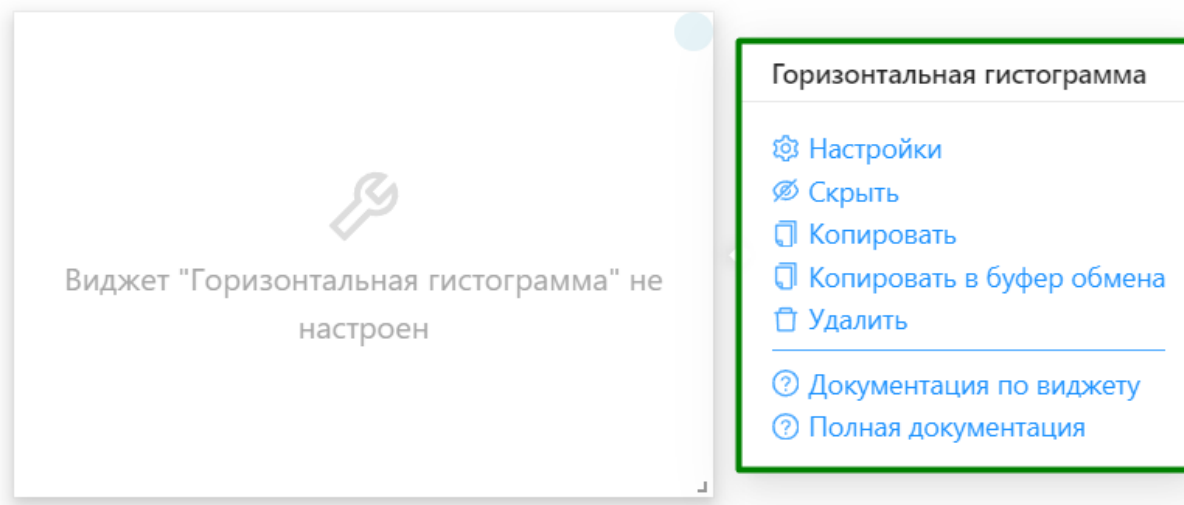 Виджет "Горизонтальная гистограмма" не
настроен
Горизонтальная гистограмма
Настройки
Скрыть
Копировать
Копировать в буфер обмена
Удалить
Документация по виджету
Полная документация